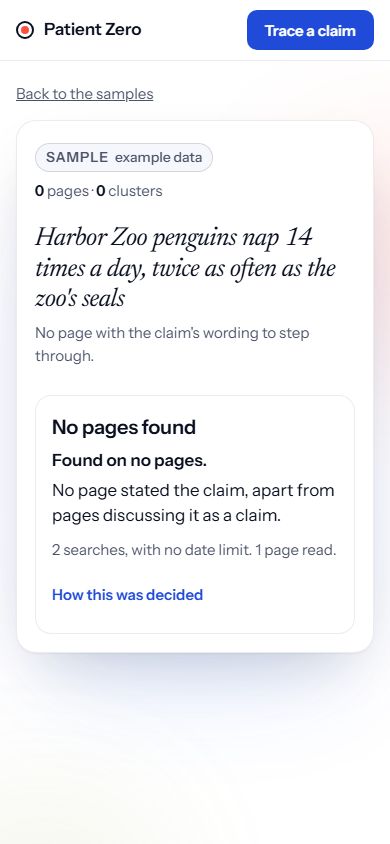 Patient Zero
Trace a claim
Back to the samples
SAMPLE example data
0 pages · 0 clusters
Harbor Zoo penguins nap 14
times a day, twice as often as the
zoo's seals
No page with the claim's wording to step
through.
No pages found
Found on no pages.
No page stated the claim, apart from
pages discussing it as a claim.
2 searches, with no date limit. 1 page read.
How this was decided